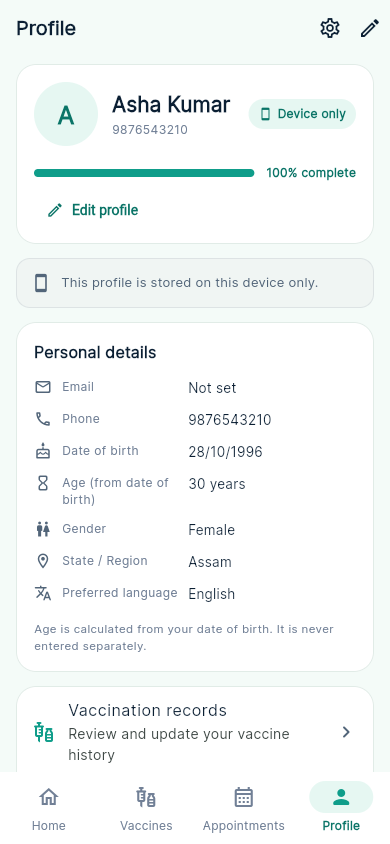 Profile
A
Asha Kumar
9876543210
Device only
100% complete
Edit profile
This profile is stored on this device only.
Personal details
Email Not set
Phone 9876543210
Date of birth 28/10/1996
Age (from date of 30 years
birth)
Gender Female
State / Region Assam
Preferred language English
Age is calculated from your date of birth. It is never
entered separately.
Vaccination records
Review and update your vaccine
history
Home Vaccines Appointments Profile